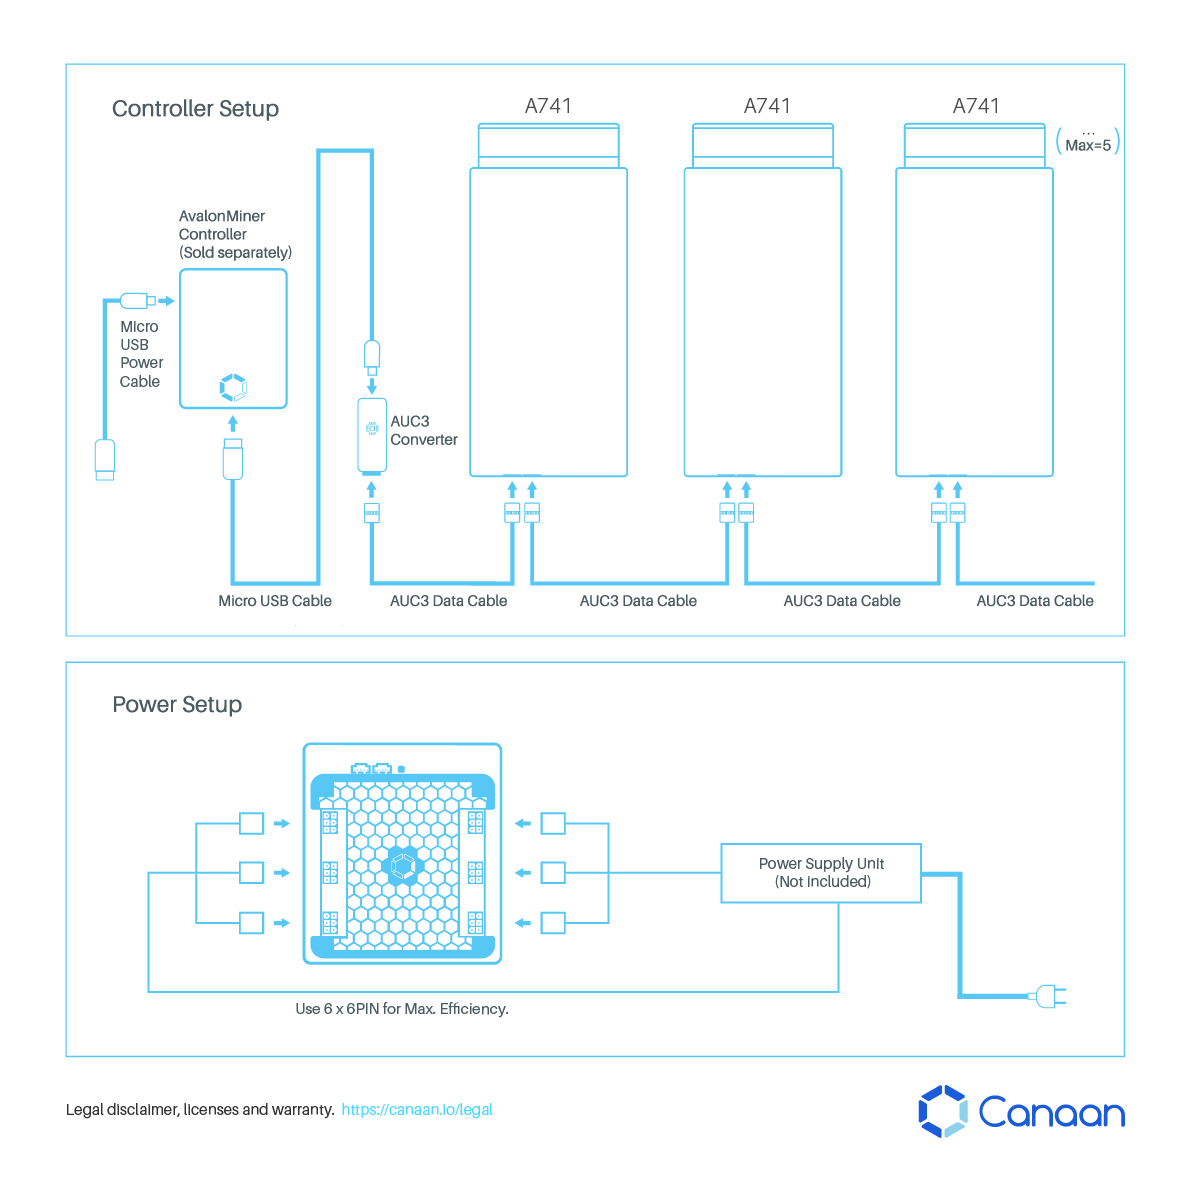 Controller Setup
A741
A741
A741
...
(Max=5)
AvalonMiner
Controller
(Sold separately)
Micro
USB
Power
Cable
AUC3
Converter
Micro USB Cable
AUC3 Data Cable
AUC3 Data Cable
AUC3 Data Cable
AUC3 Data Cable
Power Setup
Power Supply Unit
(Not Included)
Use 6 x 6PIN for Max. Efficiency.
Legal disclaimer, licenses and warranty. https://canaan.io/legal
Canaan